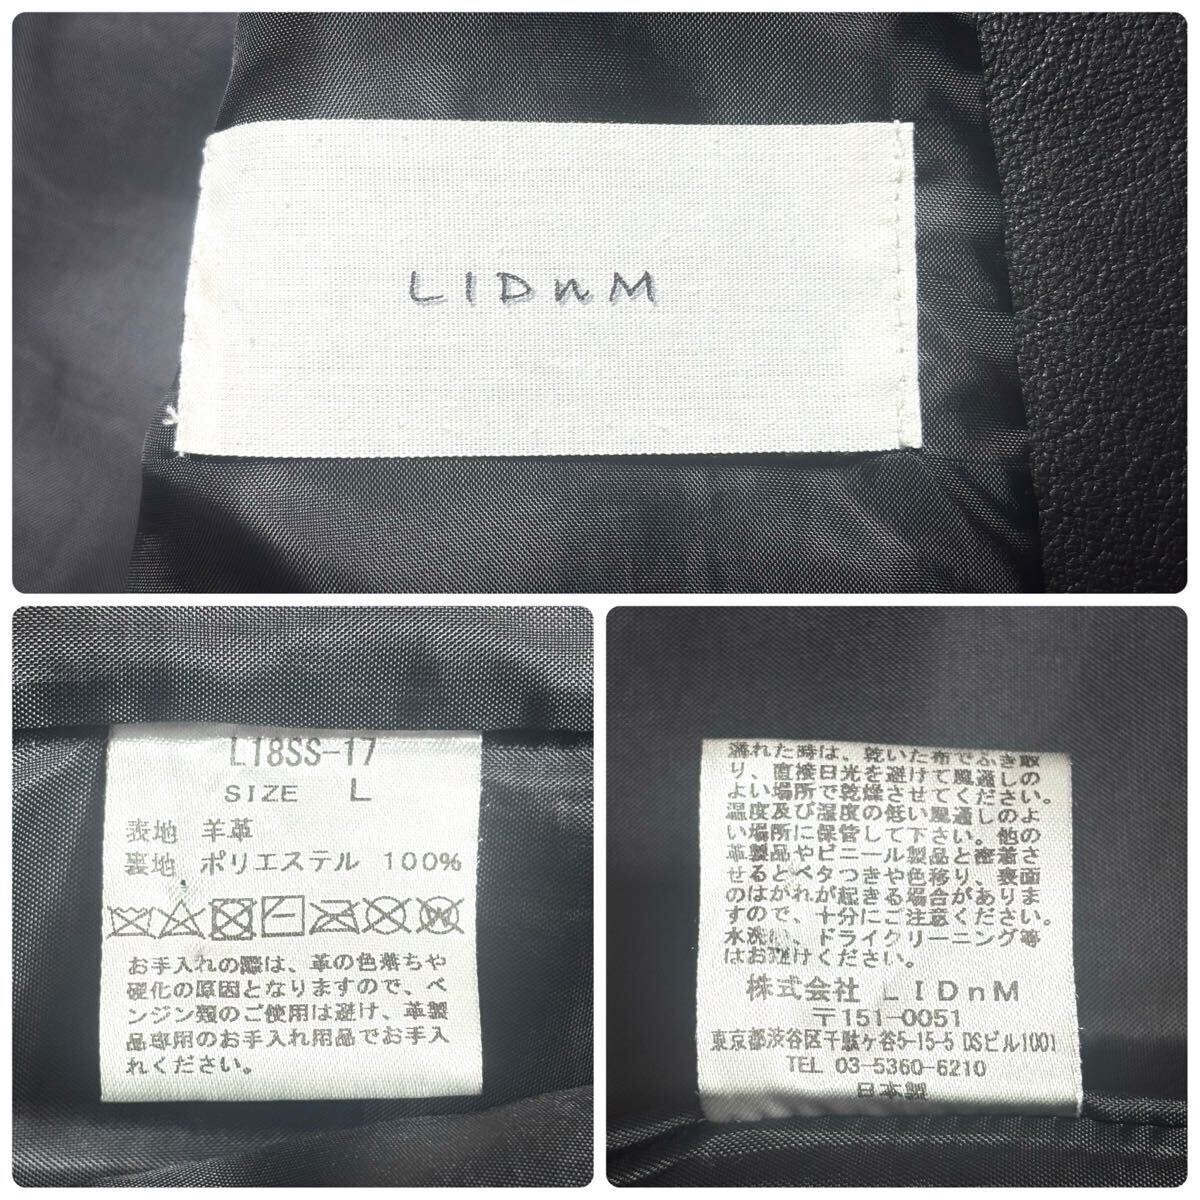 LIDnM
L18SS-17
SIZE L
表地 羊革
裏地 ポリエステル 100%
お手入れの際は、革の色落ちや
硬化の原因となりますので、ベ
ンジン類のご使用は避け、革製
品専用のお手入れ用品でお手入
れください。
濡れた時は、乾いた布でふき取
り、直接日光を避けて風通しの
よい場所で乾燥させてください。
温度及び湿度の低い風通しのよ
い場所に保管して下さい。他の
革製品やビニール製品と密着さ
せるとベタつきや色移り、表面
のはがれが起きる場合がありま
すので、十分にご注意ください。
水洗い、ドライクリーニング等
はお避けください。
株式会社 LIDnM
〒151-0051
東京都渋谷区千駄ヶ谷5-15-5 DSビル1001
TEL 03-5360-6210
日本製